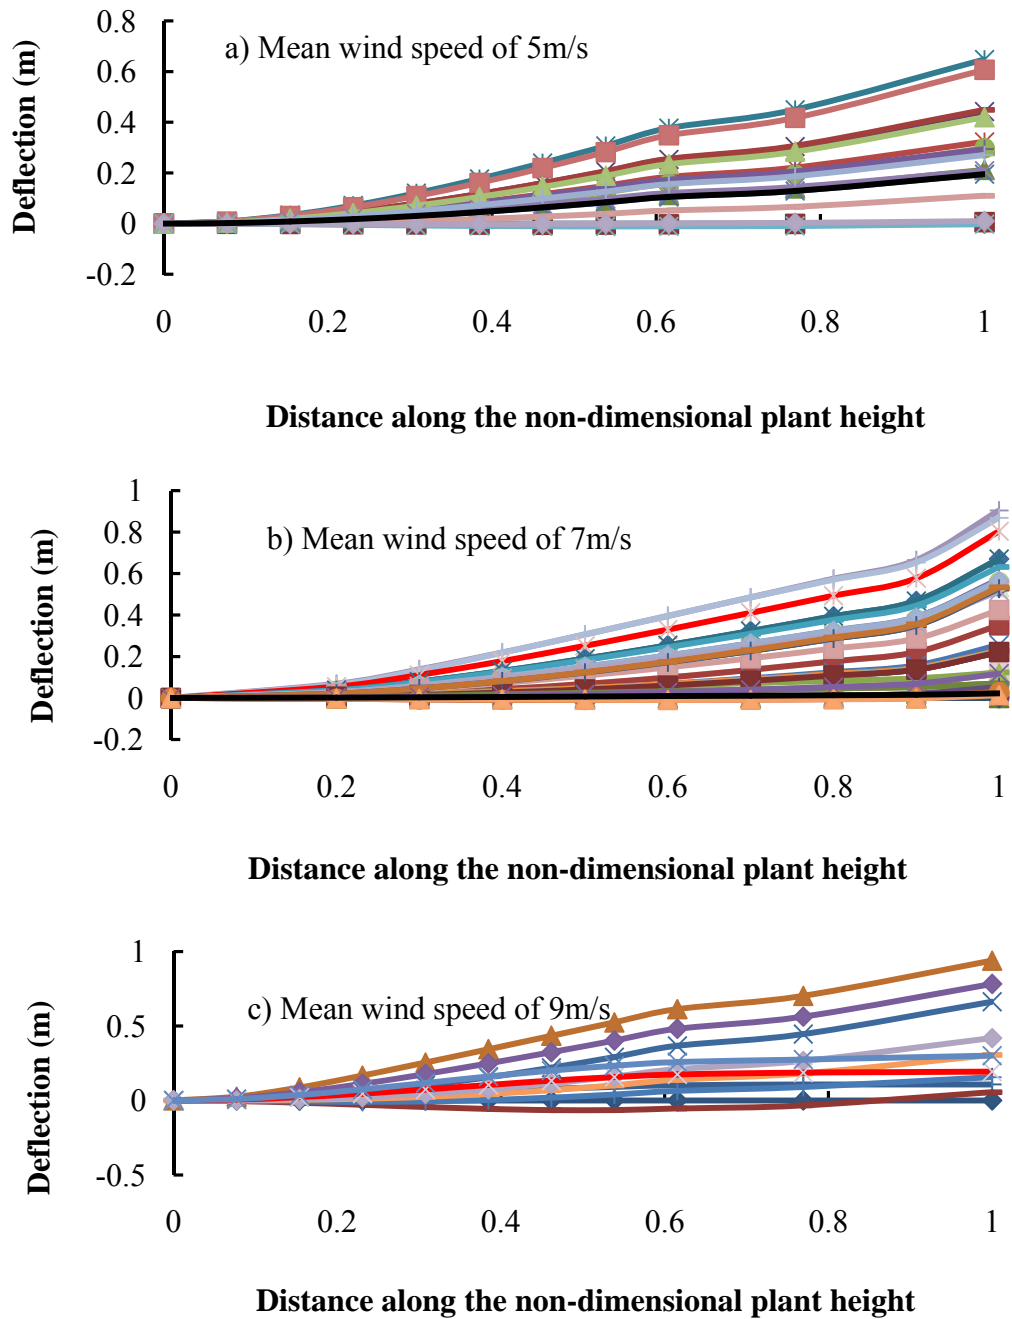 0.8
a) Mean wind speed of 5m/s
0.6
0.4
0.2
0
-0.2
Deflection (m)
0 0.2 0.4 0.6 0.8 1
Distance along the non-dimensional plant height
1
b) Mean wind speed of 7m/s
0.8
0.6
0.4
0.2
0
-0.2
Deflection (m)
0 0.2 0.4 0.6 0.8 1
Distance along the non-dimensional plant height
1
c) Mean wind speed of 9m/s
0.5
0
-0.5
Deflection (m)
0 0.2 0.4 0.6 0.8 1
Distance along the non-dimensional plant height